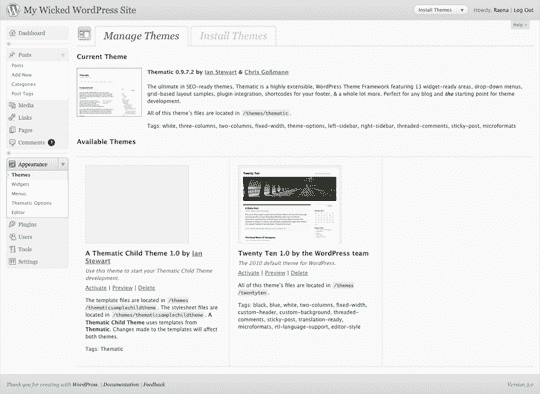 My Wicked WordPress Site
Install Themes
Howdy, Raena | Log Out
Help
Dashboard
Posts
Posts
Add New
Categories
Post Tags
Media
Links
Pages
Comments
Appearance
Themes
Widgets
Menus
Thematic Options
Editor
Plugins
Users
Tools
Settings
Manage Themes
Install Themes
Current Theme
Thematic 0.9.7.2 by Ian Stewart & Chris Goßmann
The ultimate in SEO-ready themes, Thematic is a highly extensible, WordPress Theme Framework featuring 13 widget-ready areas, drop-down menus,
grid-based layout samples, plugin integration, shortcodes for your footer, & a whole lot more. Perfect for any blog and the starting point for theme
development.
All of this theme's files are located in /themes/thematic.
Tags: white, three-columns, two-columns, fixed-width, theme-options, left-sidebar, right-sidebar, threaded-comments, sticky-post, microformats
Available Themes
A Thematic Child Theme 1.0 by Ian
Stewart
Use this theme to start your Thematic Child Theme
development.
Activate | Preview | Delete
The template files are located in /themes
/thematicsamplechildtheme. The stylesheet files are
located in /themes/thematicsamplechildtheme. A
Thematic Child Theme uses templates from
Thematic. Changes made to the templates will affect
both themes.
Tags: Thematic
Twenty Ten
Twenty Ten 1.0 by the WordPress team
The 2010 default theme for WordPress.
Activate | Preview | Delete
All of this theme's files are located in /themes
/twentyten.
Tags: black, blue, white, two-columns, fixed-width,
custom-header, custom-background, threaded-
comments, sticky-post, translation-ready,
microformats, rtl-language-support, editor-style
Thank you for creating with WordPress | Documentation | Feedback
Version 3.0